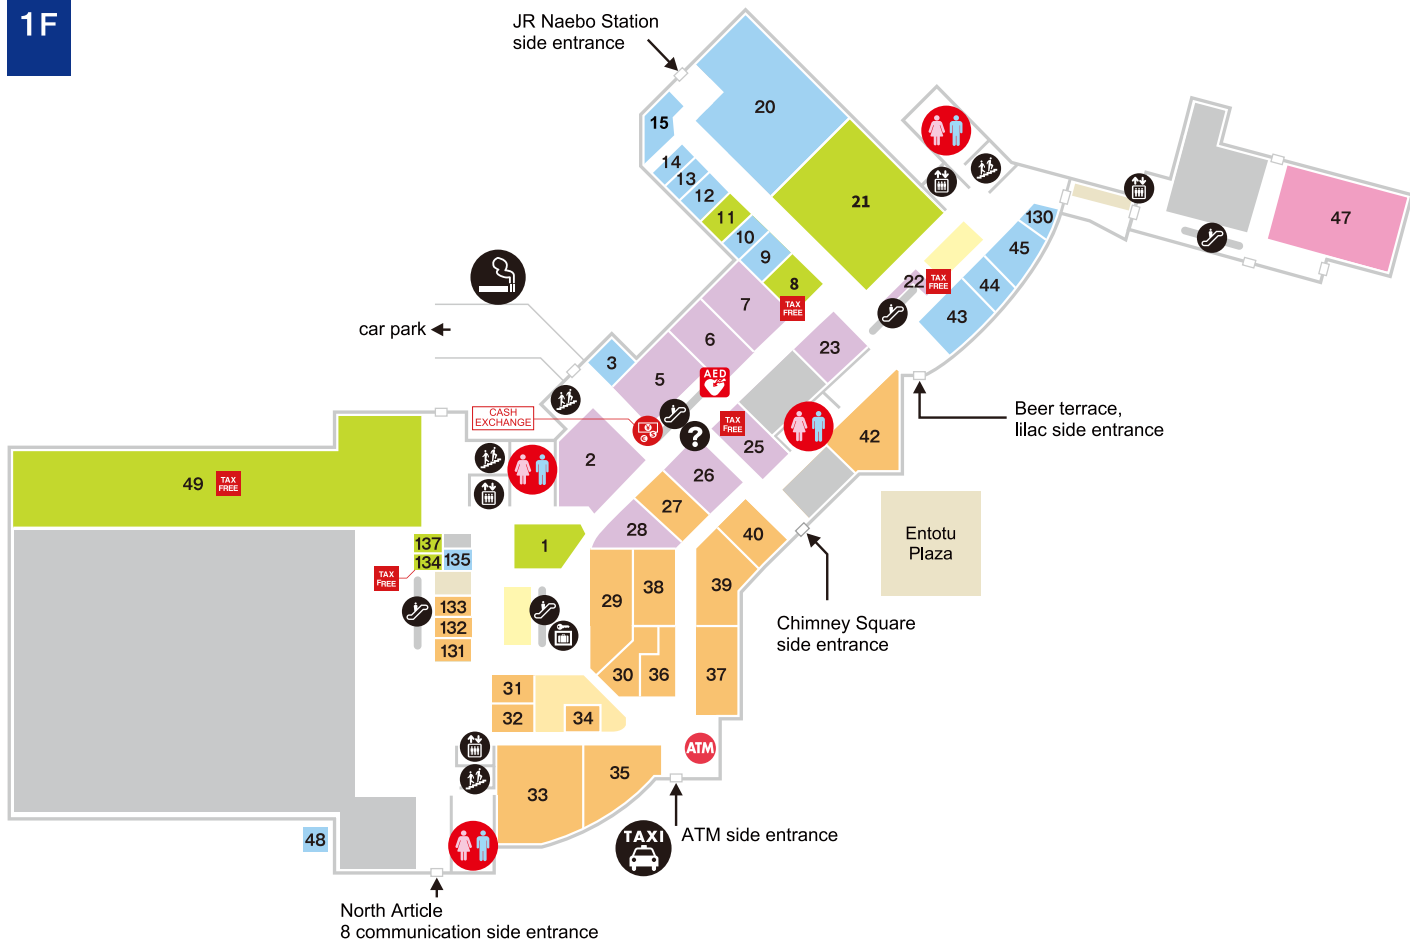 1F
JR Naebo Station
side entrance
20
15
14
13
12
11
10
9
8
TAX
FREE
21
130
45
44
43
47
22
TAX
FREE
7
6
5
3
23
AED
car park
CASH
EXCHANGE
?
TAX
FREE
25
26
27
28
2
42
Beer terrace,
lilac side entrance
49
TAX
FREE
137
134
135
TAX
FREE
133
132
131
1
29
38
30
36
40
39
37
Entotu
Plaza
Chimney Square
side entrance
31
32
34
33
35
ATM
ATM side entrance
TAXI
48
North Article
8 communication side entrance